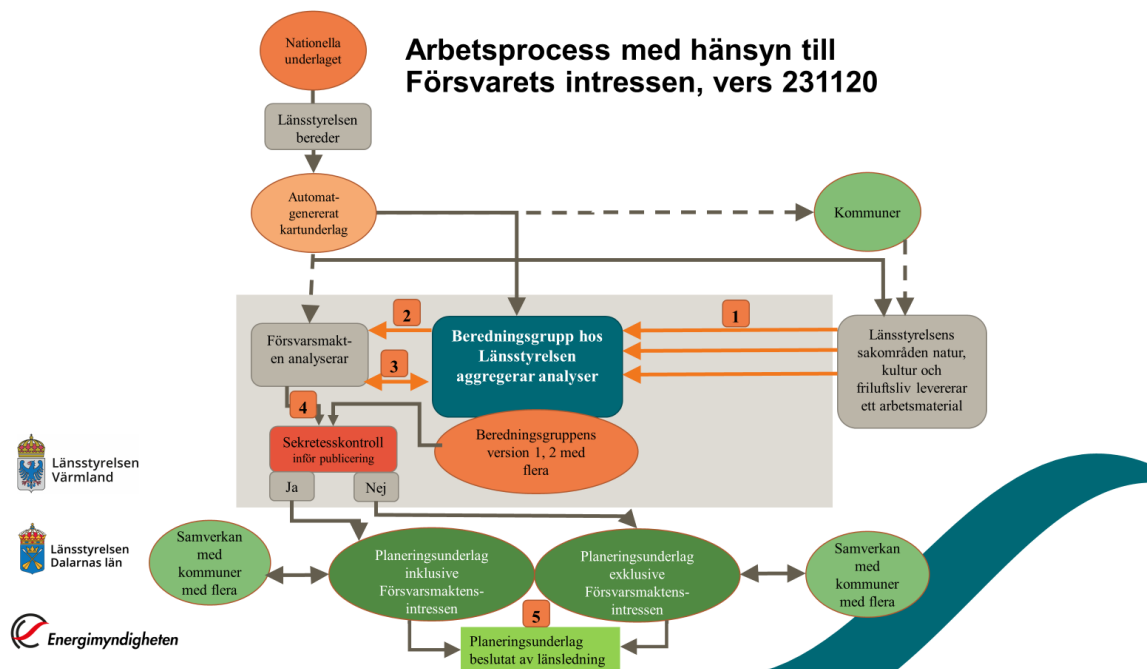 Nationella
underlaget
Arbetsprocess med hänsyn till
Försvarets intressen, vers 231120
Länsstyrelsen
bereder
Automat-
genererat
kartunderlag
Kommuner
2
1
Försvarsmakt-
en analyserar
3
Beredningsgrupp hos
Länsstyrelsen
aggregerar analyser
Länsstyrelsens
sakområden natur,
kultur och
friluftsliv levererar
ett arbetsmaterial
4
Sekretesskontroll
inför publicering
Beredningsgruppens
version 1, 2 med
flera
Ja
Nej
Länsstyrelsen
Värmland
Länsstyrelsen
Dalarnas län
Energimyndigheten
Samverkan
med
kommuner
med flera
Planeringsunderlag
inklusive
Försvarsmaktens-
intressen
Planeringsunderlag
exklusive
Försvarsmaktens-
intressen
Samverkan
med
kommuner
med flera
5
Planeringsunderlag
beslutat av länsledning